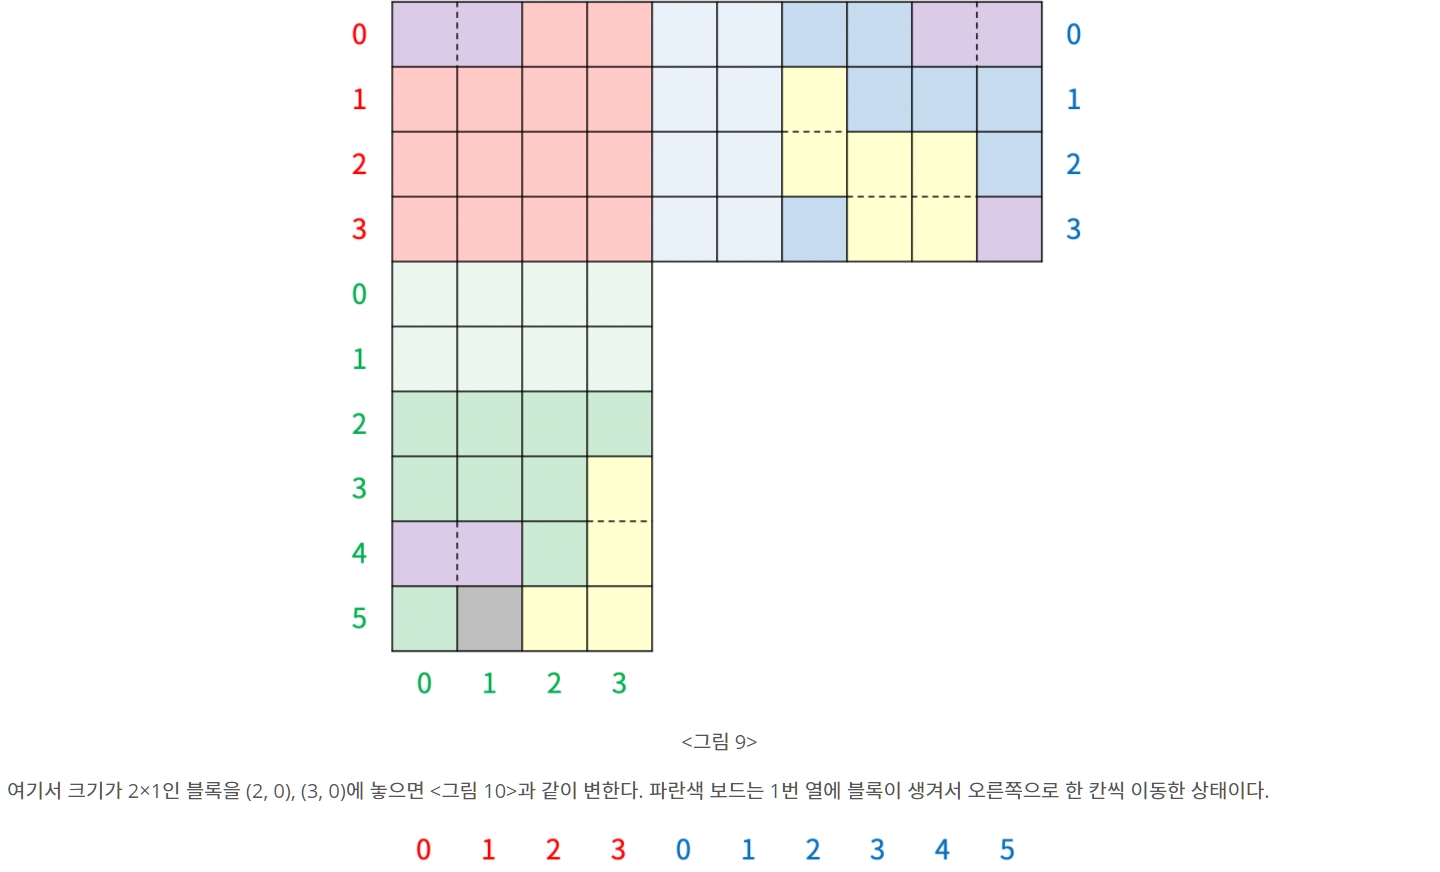 0 0
1 1
2 2
3 3
0
1
2
3
4
5
0 1 2 3
<그림 9>
여기서 크기가 2×1인 블록을 (2, 0), (3, 0)에 놓으면 <그림 10>과 같이 변한다. 파란색 보드는 1번 열에 블록이 생겨서 오른쪽으로 한 칸씩 이동한 상태이다.
0 1 2 3 0 1 2 3 4 5